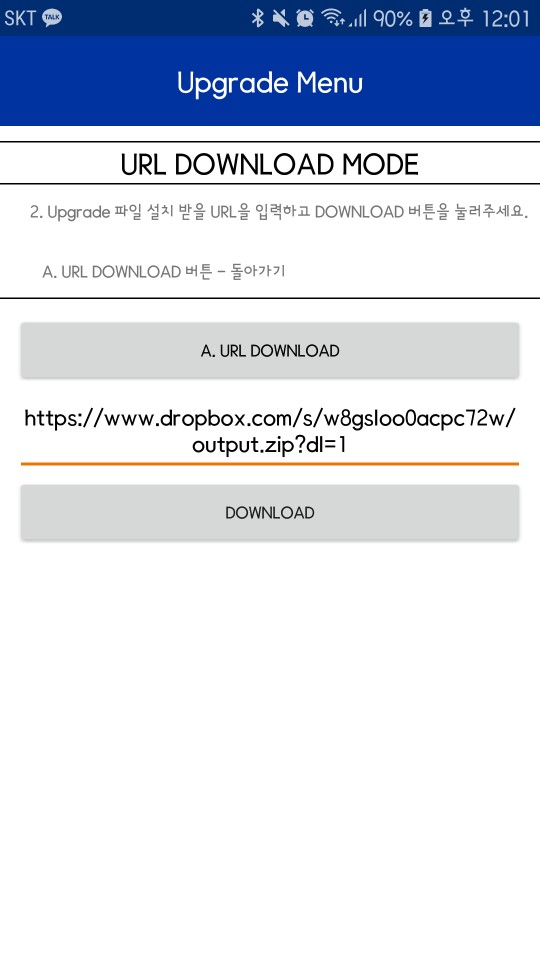 SKT TALK 90% 오후 12:01
Upgrade Menu
URL DOWNLOAD MODE
2. Upgrade 파일 설치 받을 URL을 입력하고 DOWNLOAD 버튼을 눌러주세요.
A. URL DOWNLOAD 버튼 - 돌아가기
A. URL DOWNLOAD
https://www.dropbox.com/s/w8gsloo0acpc72w/
output.zip?dl=1
DOWNLOAD